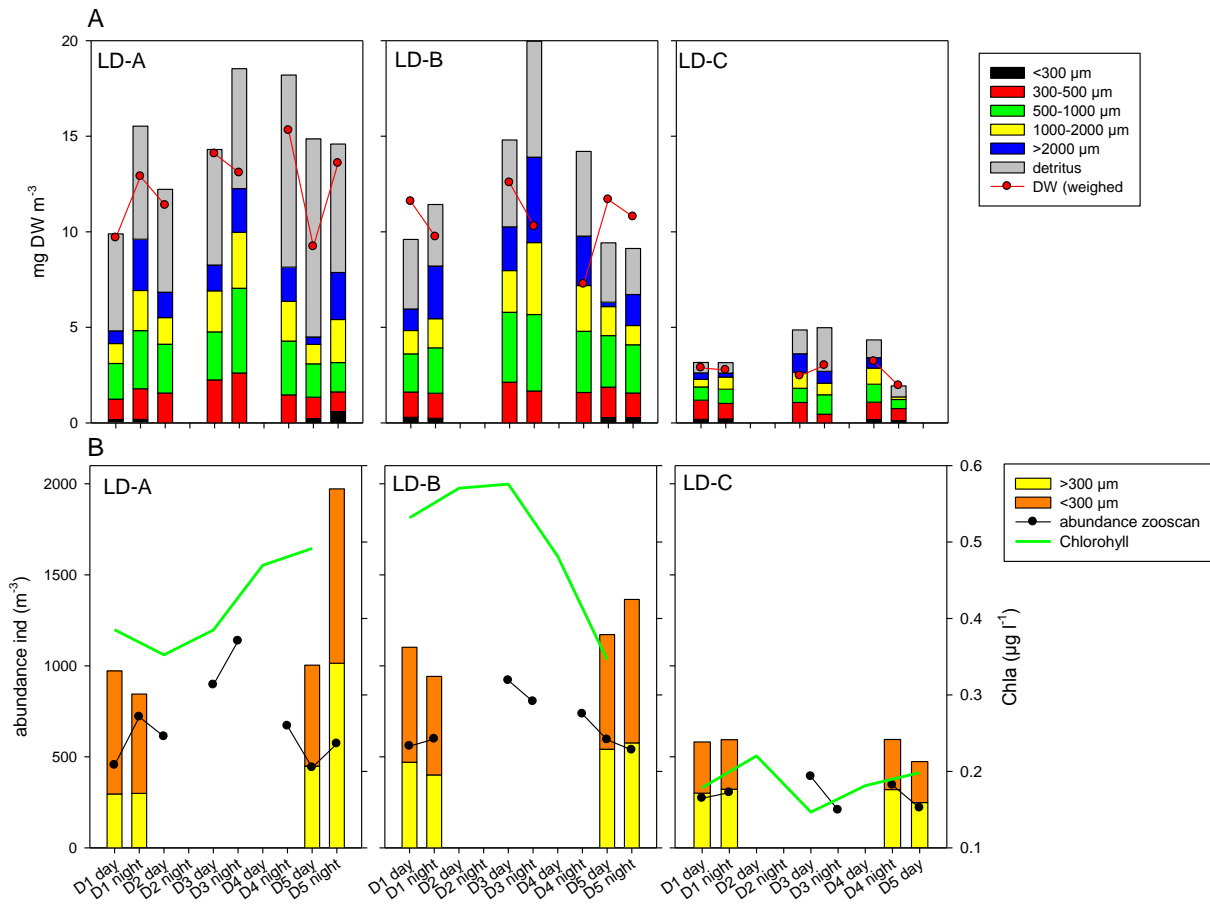 A
LD-A
LD-B
LD-C
20
15
10
5
0
mg DW m-3
<300 µm
300-500 µm
500-1000 µm
1000-2000 µm
>2000 µm
detritus
DW (weighed
B
LD-A
LD-B
LD-C
2000
1500
1000
500
0
abundance ind (m-3)
0.6
0.5
0.4
0.3
0.2
0.1
Chla (µg l-1)
>300 µm
<300 µm
abundance zooscan
Chlorohyll
D1 day
D1 night
D2 day
D2 night
D3 day
D3 night
D4 day
D4 night
D5 day
D5 night
D1 day
D1 night
D2 day
D2 night
D3 day
D3 night
D4 day
D4 night
D5 day
D5 night
D1 day
D1 night
D2 day
D2 night
D3 day
D3 night
D4 day
D4 night
D5 day